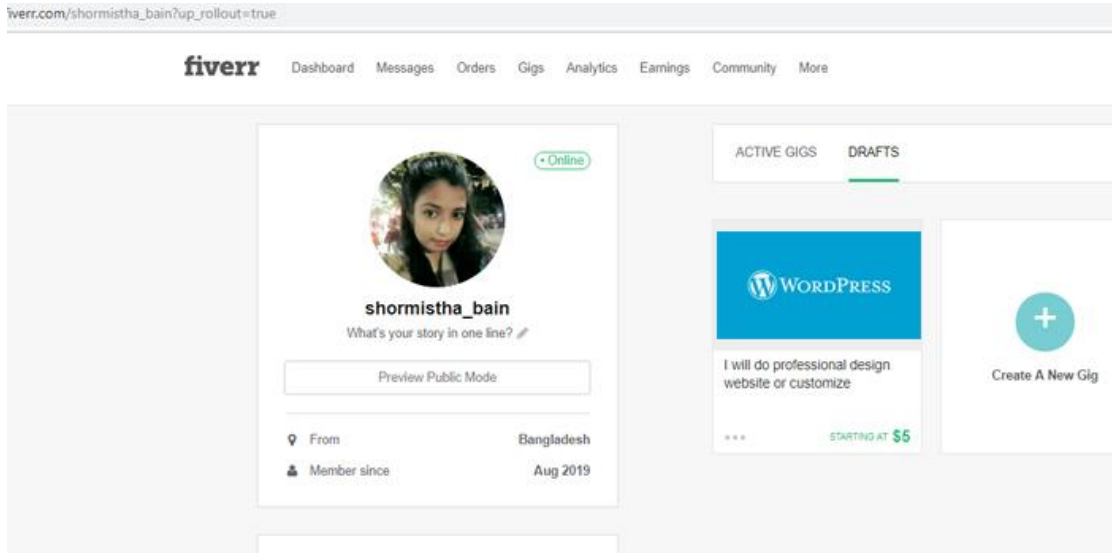 iverr.com/shormistha_bain?up_rollout=true
fiverr Dashboard Messages Orders Gigs Analytics Earnings Community More
• Online
shormistha_bain
What's your story in one line?
Preview Public Mode
From Bangladesh
Member since Aug 2019
ACTIVE GIGS DRAFTS
WORDPRESS
I will do professional design
website or customize
STARTING AT $5
Create A New Gig